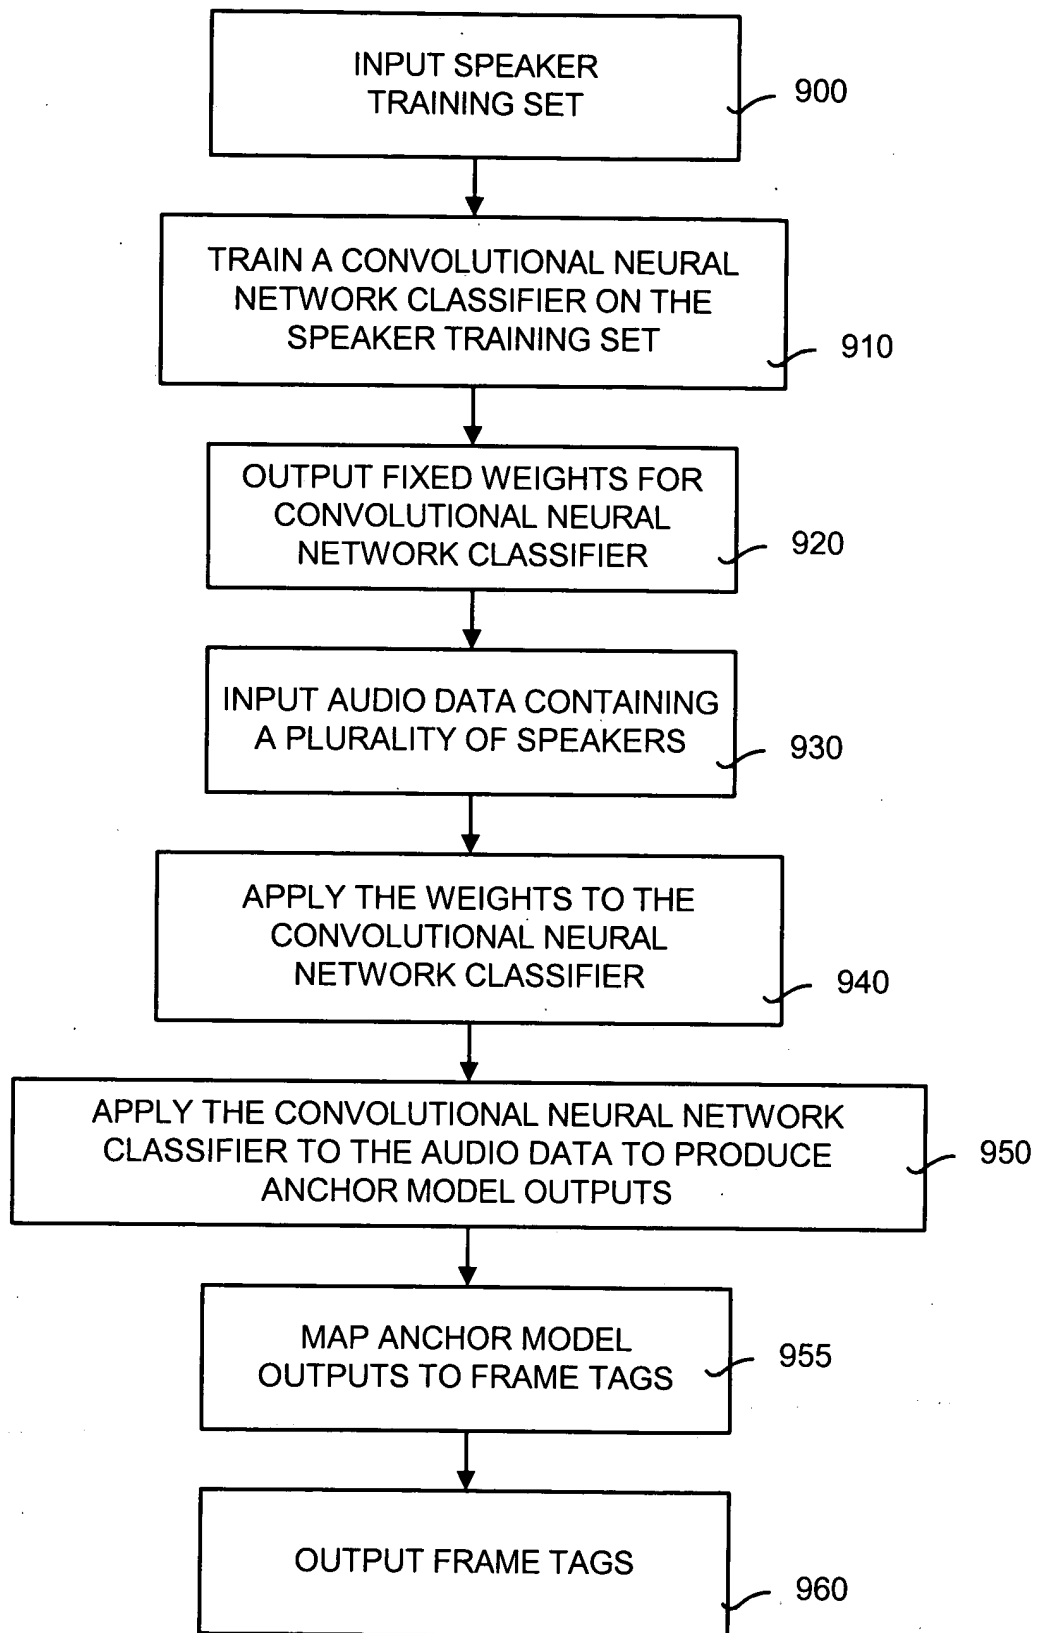 INPUT SPEAKER
TRAINING SET
900
TRAIN A CONVOLUTIONAL NEURAL
NETWORK CLASSIFIER ON THE
SPEAKER TRAINING SET
910
OUTPUT FIXED WEIGHTS FOR
CONVOLUTIONAL NEURAL
NETWORK CLASSIFIER
920
INPUT AUDIO DATA CONTAINING
A PLURALITY OF SPEAKERS
930
APPLY THE WEIGHTS TO THE
CONVOLUTIONAL NEURAL
NETWORK CLASSIFIER
940
APPLY THE CONVOLUTIONAL NEURAL NETWORK
CLASSIFIER TO THE AUDIO DATA TO PRODUCE
ANCHOR MODEL OUTPUTS
950
MAP ANCHOR MODEL
OUTPUTS TO FRAME TAGS
955
OUTPUT FRAME TAGS
960